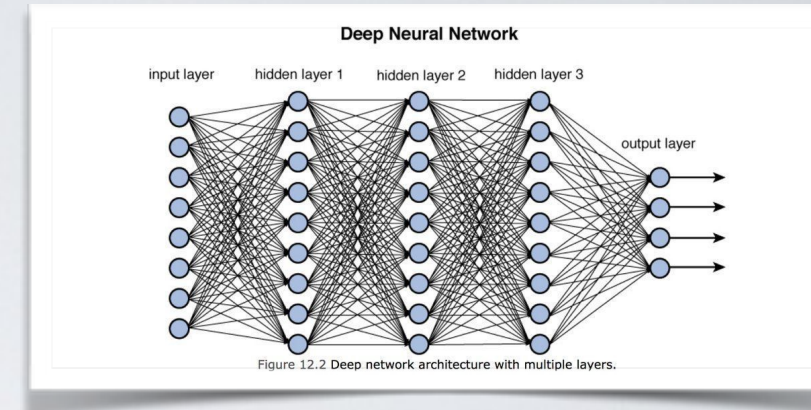 Deep Neural Network
input layer
hidden layer 1
hidden layer 2
hidden layer 3
output layer
Figure 12.2 Deep network architecture with multiple layers.